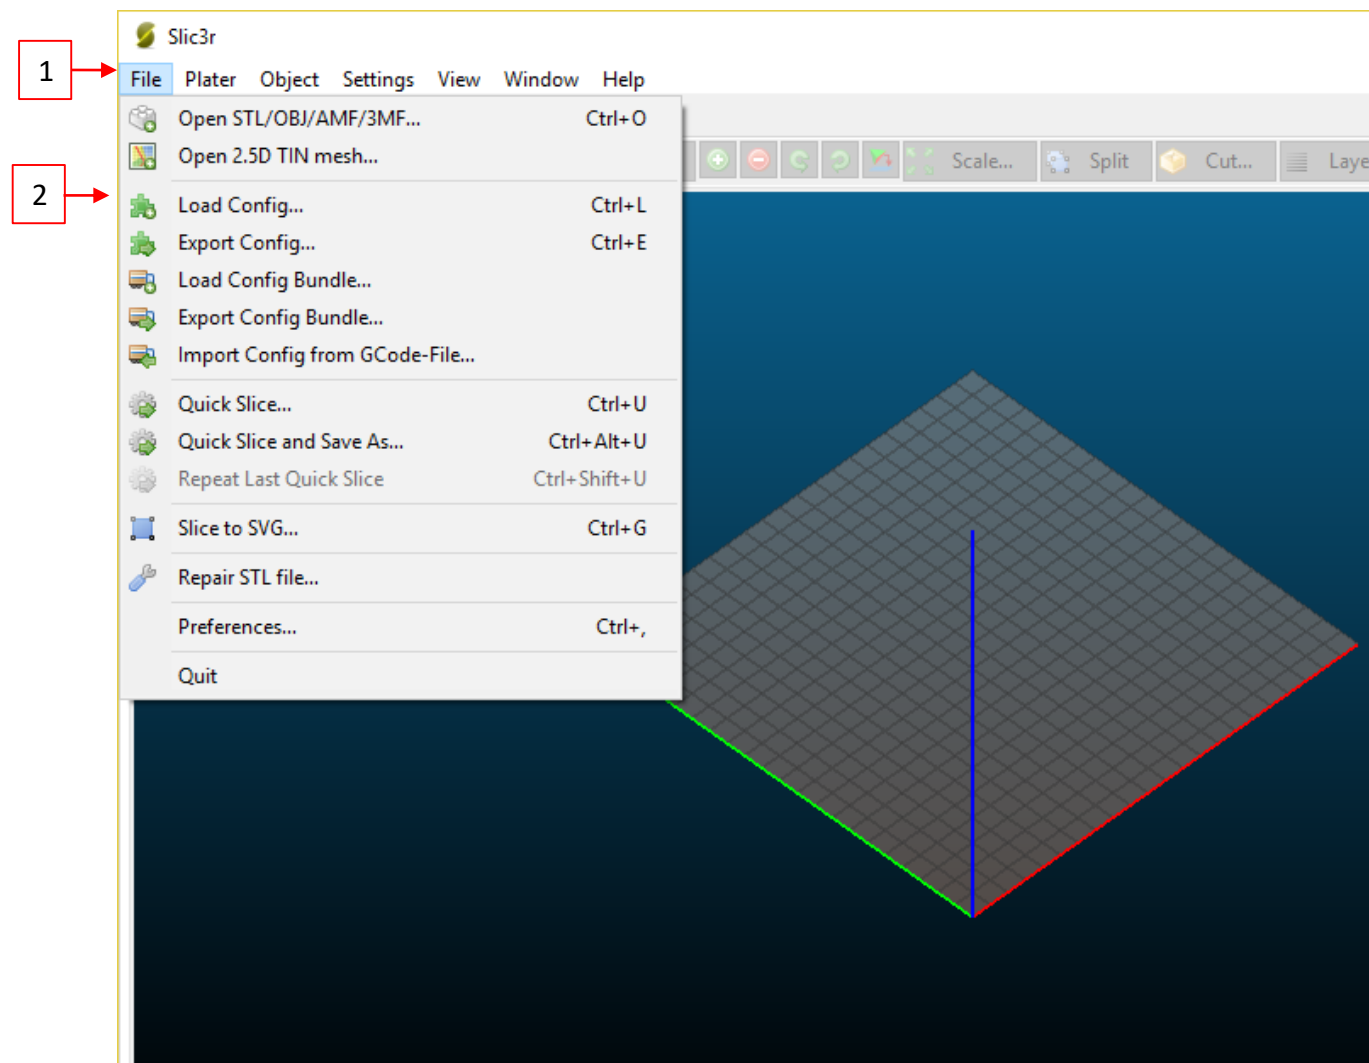 Slic3r
1
File Plater Object Settings View Window Help
Open STL/OBJ/AMF/3MF... Ctrl+O
Open 2.5D TIN mesh...
Scale... Split Cut... Laye
2
Load Config... Ctrl+L
Export Config... Ctrl+E
Load Config Bundle...
Export Config Bundle...
Import Config from GCode-File...
Quick Slice... Ctrl+U
Quick Slice and Save As... Ctrl+Alt+U
Repeat Last Quick Slice Ctrl+Shift+U
Slice to SVG... Ctrl+G
Repair STL file...
Preferences... Ctrl+,
Quit